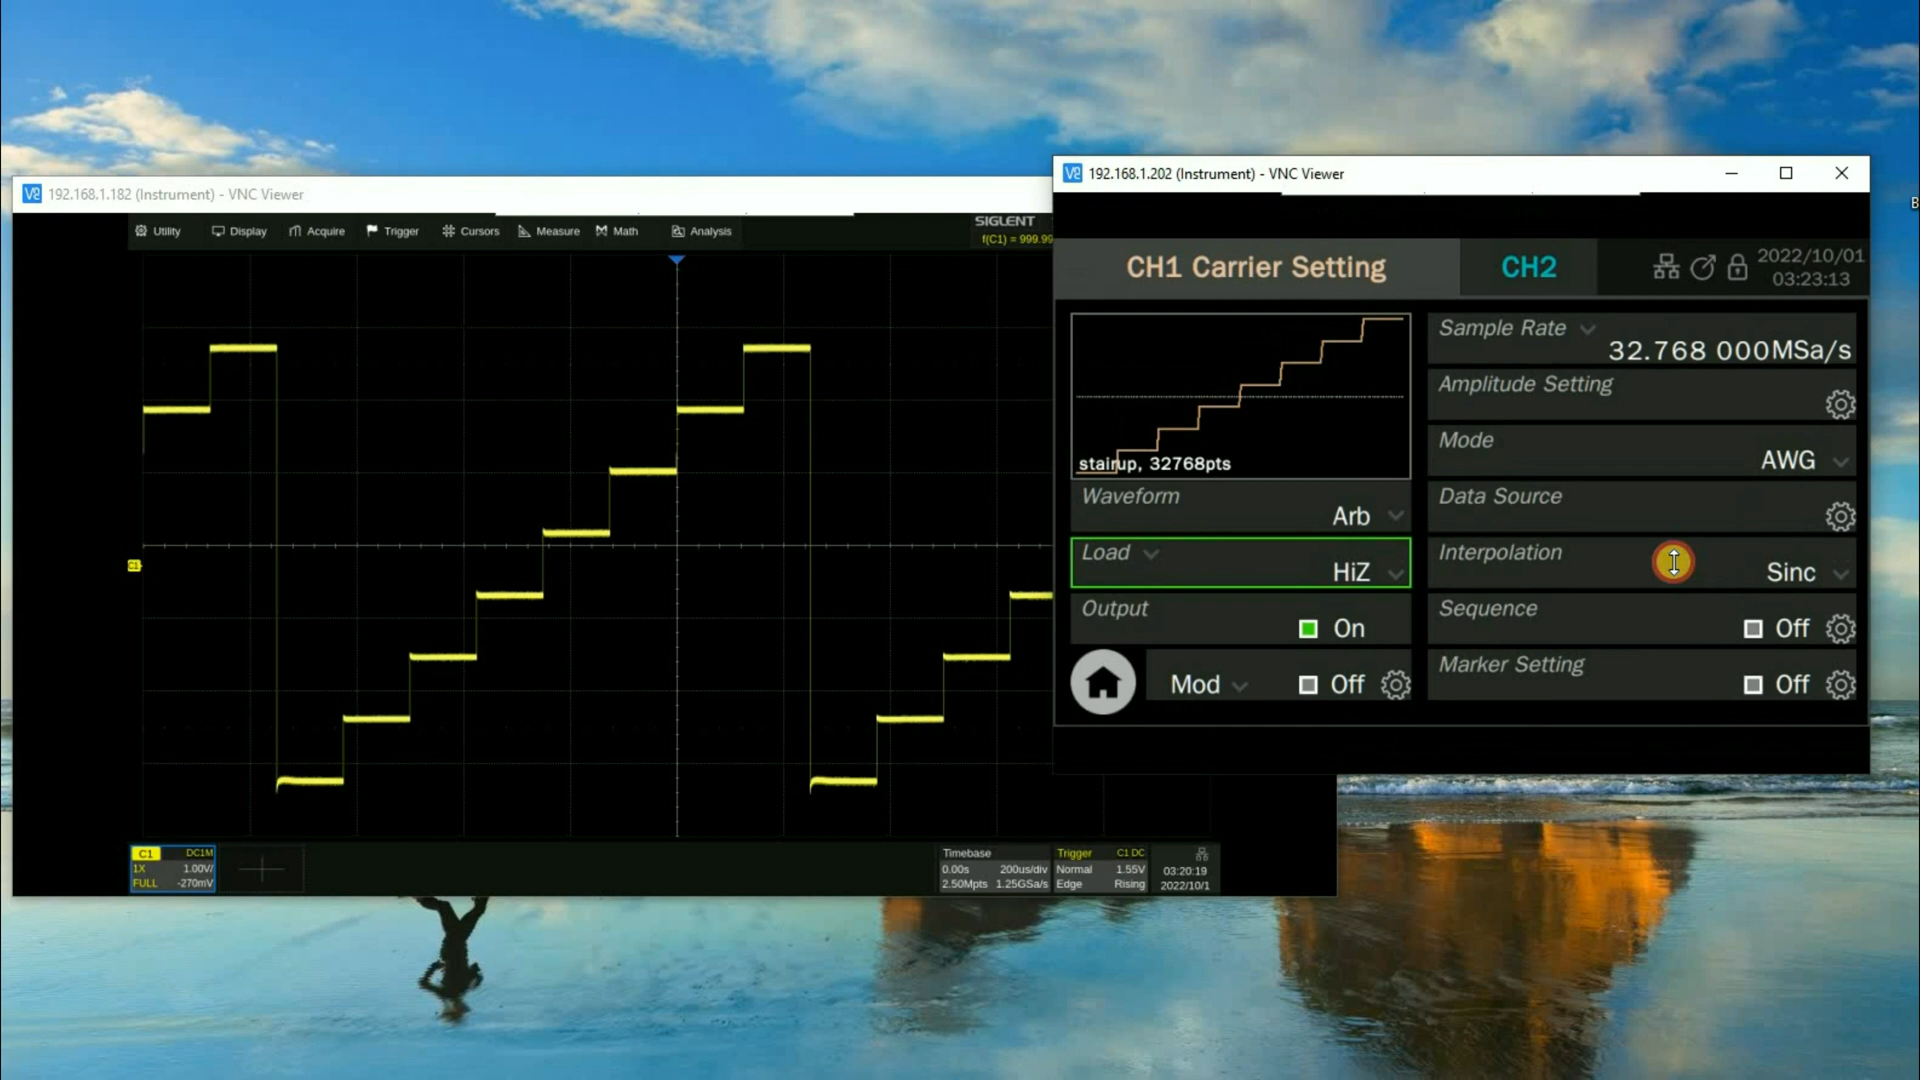 192.168.1.182 (Instrument) - VNC Viewer
Utility Display Acquire Trigger Cursors Measure Math Analysis
SIGLENT
f(C1) = 999.99
C1
C1 DC1M
1X 1.00V/
FULL -270mV
Timebase
0.00s 200us/div
2.50Mpts 1.25GSa/s
Trigger C1 DC
Normal 1.55V
Edge Rising
03:20:19
2022/10/1
192.168.1.202 (Instrument) - VNC Viewer
CH1 Carrier Setting
CH2
2022/10/01
03:23:13
stairup, 32768pts
Waveform
Arb
Load
HiZ
Output
On
Mod Off
Sample Rate
32.768 000MSa/s
Amplitude Setting
Mode
AWG
Data Source
Interpolation
Sinc
Sequence
Off
Marker Setting
Off
B